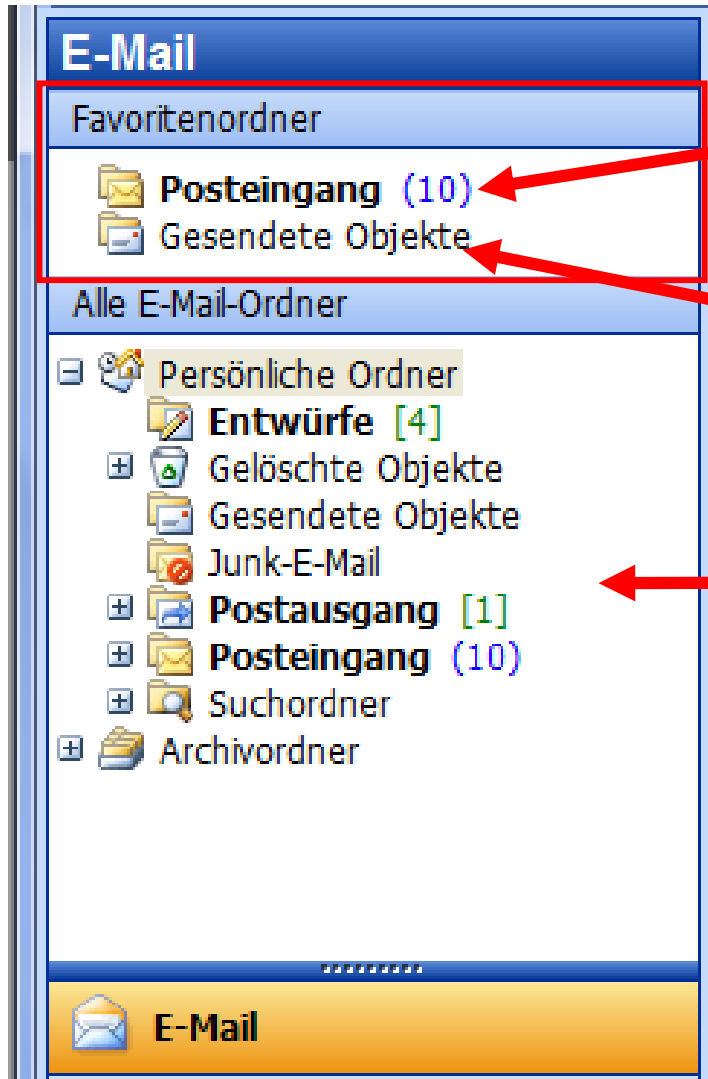 E-Mail
Favoritenordner
Posteingang (10)
Gesendete Objekte
Alle E-Mail-Ordner
Persönliche Ordner
Entwürfe [4]
Gelöschte Objekte
Gesendete Objekte
Junk-E-Mail
Postausgang [1]
Posteingang (10)
Suchordner
Archivordner
E-Mail